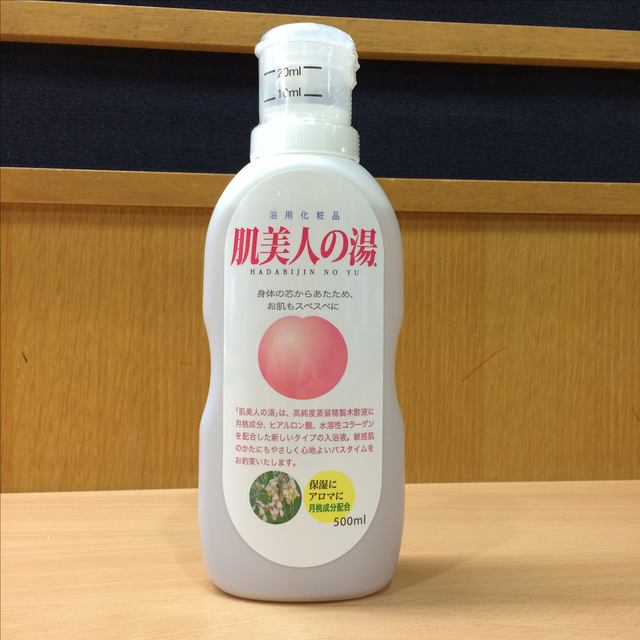 20ml
10ml
浴用化粧品
肌美人の湯
HADABIJIN NO YU
身体の芯からあたため、
お肌もスベスベに
「肌美人の湯」は、高純度蒸留精製木酢液に
月桃成分、ヒアルロン酸、水溶性コラーゲン
を配合した新しいタイプの入浴液。敏感肌
のかたにもやさしく心地よいバスタイムを
お約束いたします。
保湿に
アロマに
月桃成分配合
500ml